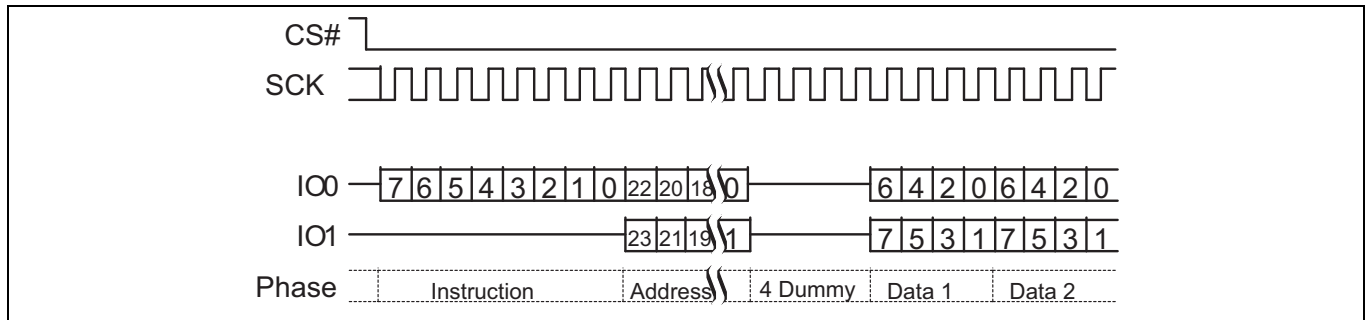 CS#
SCK
IO0 7 6 5 4 3 2 1 0 22 20 18 0 6 4 2 0 6 4 2 0
IO1 23 21 19 1 7 5 3 1 7 5 3 1
Phase Instruction Address 4 Dummy Data 1 Data 2